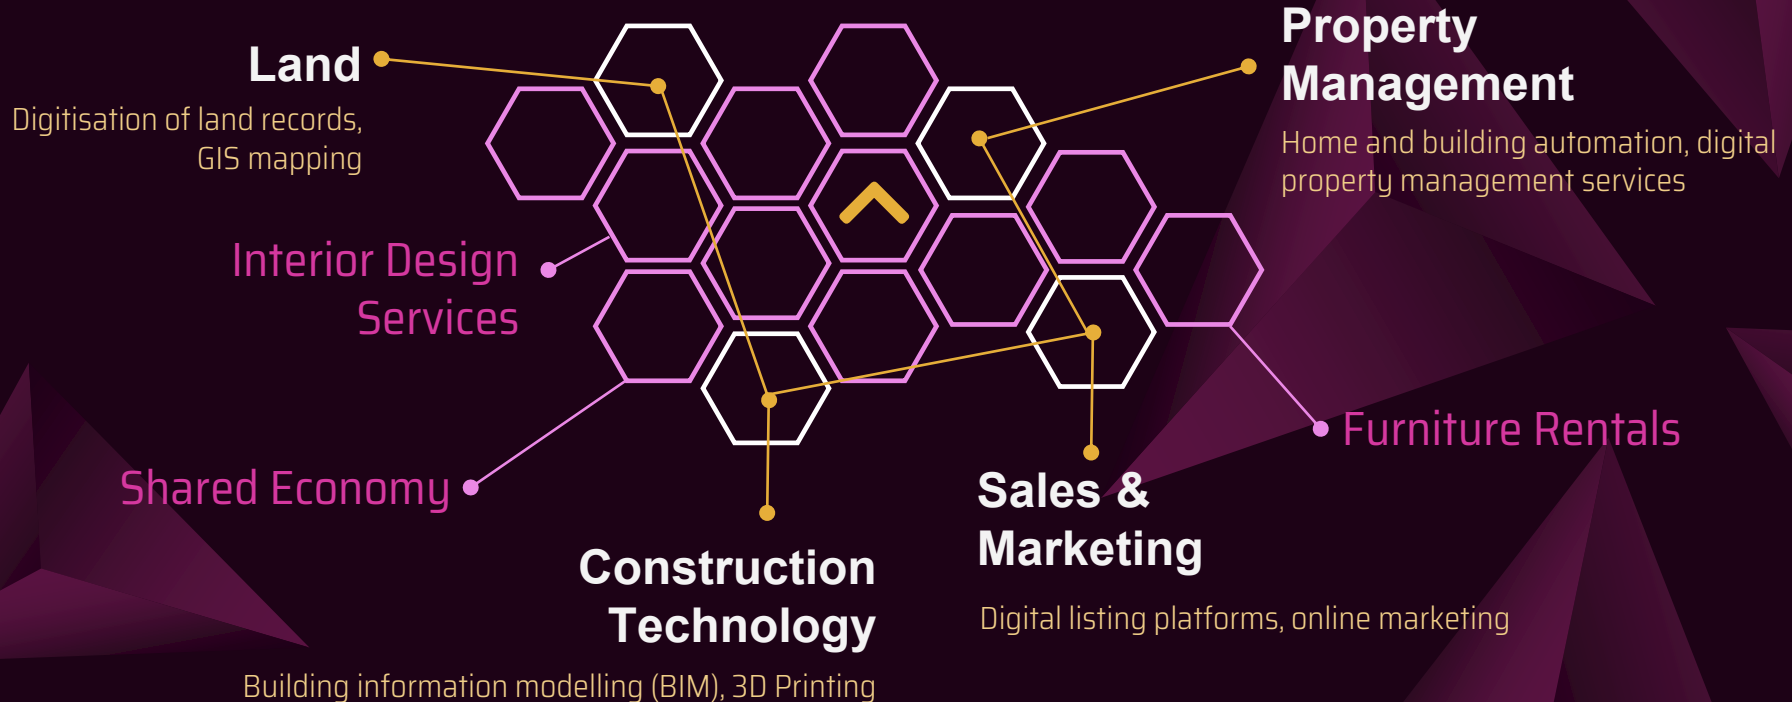 Land
Digitisation of land records,
GIS mapping
Property
Management
Home and building automation, digital
property management services
Interior Design
Services
Shared Economy
Furniture Rentals
Construction
Technology
Building information modelling (BIM), 3D Printing
Sales &
Marketing
Digital listing platforms, online marketing